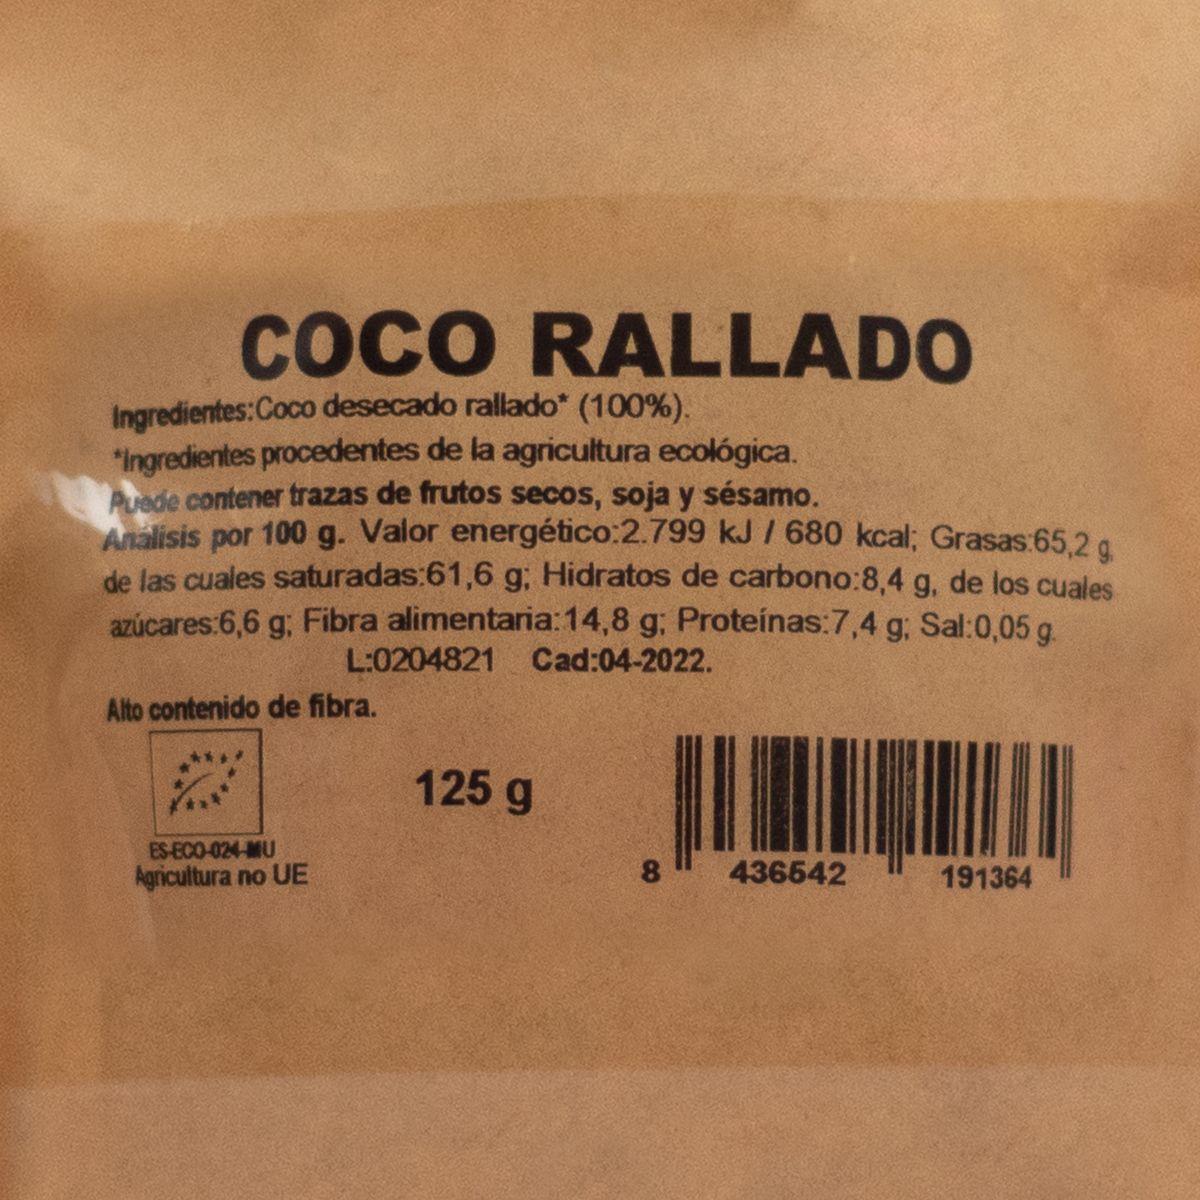 COCO RALLADO
Ingredientes:Coco desecado rallado* (100%).
*Ingredientes procedentes de la agricultura ecológica.
Puede contener trazas de frutos secos, soja y sésamo.
Análisis por 100 g. Valor energético:2.799 kJ / 680 kcal; Grasas:65,2 g,
de las cuales saturadas:61,6 g; Hidratos de carbono:8,4 g, de los cuales
azúcares:6,6 g; Fibra alimentaria:14,8 g; Proteínas:7,4 g; Sal:0,05 g.
L:0204821 Cad:04-2022.
Alto contenido de fibra.
125 g
ES-ECO-024-MU
Agricultura no UE
8 436542 191364